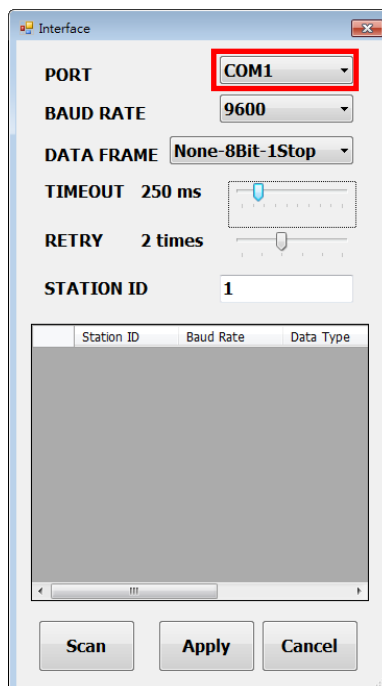 Interface
PORT COM1
BAUD RATE 9600
DATA FRAME None-8Bit-1Stop
TIMEOUT 250 ms
RETRY 2 times
STATION ID 1
Station ID Baud Rate Data Type
Scan Apply Cancel